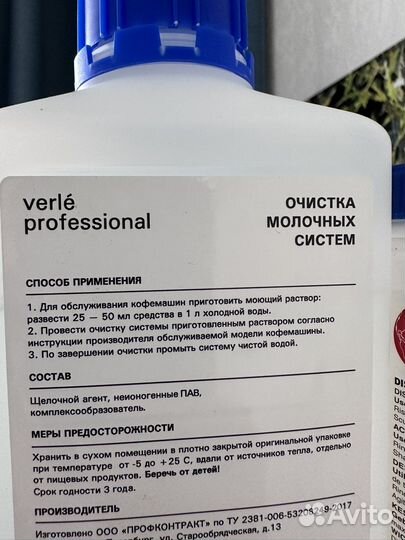 verlé
professional
ОЧИСТКА
МОЛОЧНЫХ
СИСТЕМ
СПОСОБ ПРИМЕНЕНИЯ
1. Для обслуживания кофемашин приготовить моющий раствор:
развести 25 — 50 мл средства в 1 л холодной воды.
2. Провести очистку системы приготовленным раствором согласно
инструкции производителя обслуживаемой модели кофемашины.
3. По завершении очистки промыть систему чистой водой.
СОСТАВ
Щелочной агент, неионогенные ПАВ,
комплексообразователь.
МЕРЫ ПРЕДОСТОРОЖНОСТИ
Хранить в сухом помещении в плотно закрытой оригинальной упаковке
при температуре от -5 до +25 С, вдали от источников тепла, отдельно
от пищевых продуктов. Беречь от детей!
Срок годности 3 года.
ПРОИЗВОДИТЕЛЬ
Изготовлено ООО «ПРОФКОНТРАКТ» по ТУ 2381-006-53208249-2017
ул. Старообрядческая
Avito